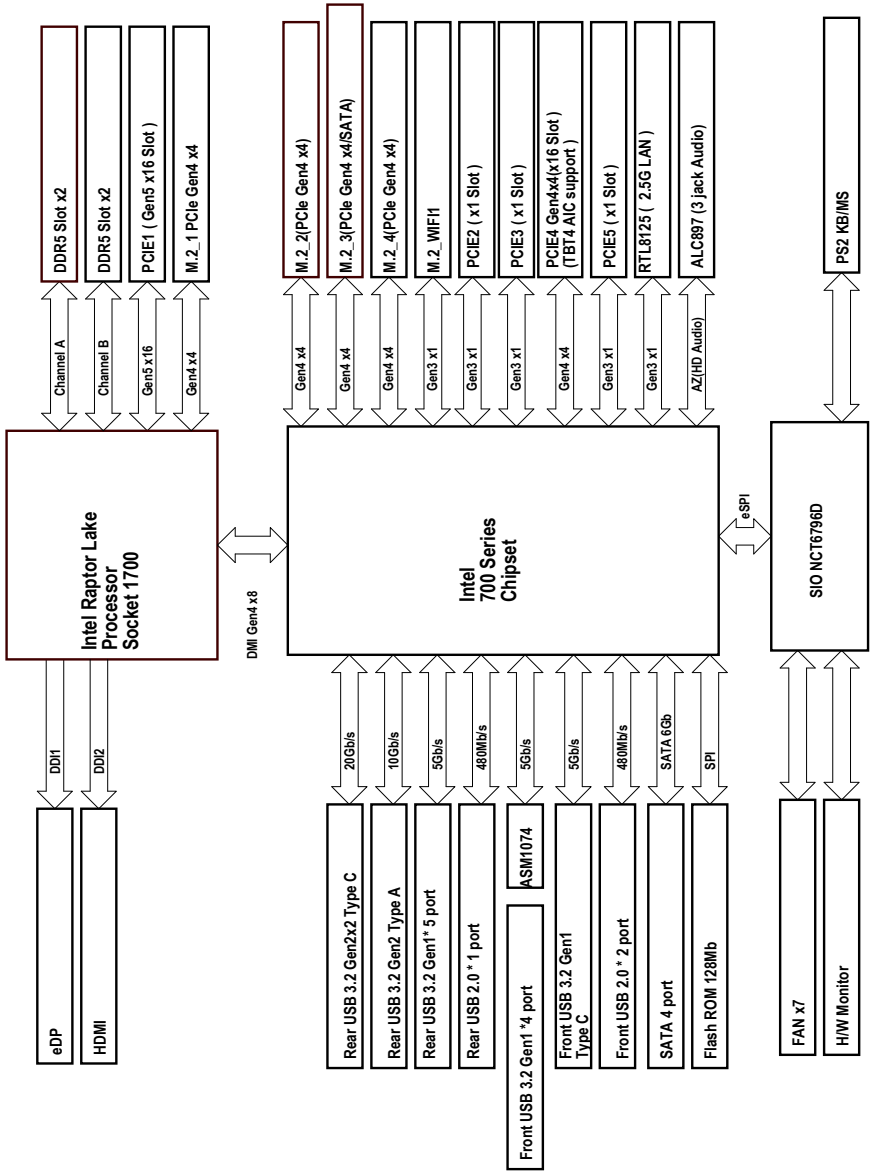 DDR5 Slot x2
DDR5 Slot x2
PCIE1 ( Gen5 x16 Slot )
M.2_1 PCIe Gen4 x4
Channel A
Channel B
Gen5 x16
Gen4 x4
Intel Raptor Lake
Processor
Socket 1700
DDI1
DDI2
eDP
HDMI
DMI Gen4 x8
M.2_2(PCIe Gen4 x4)
M.2_3(PCIe Gen4 x4/SATA)
M.2_4(PCIe Gen4 x4)
M.2_WIFI1
PCIE2 ( x1 Slot )
PCIE3 ( x1 Slot )
PCIE4 Gen4x4(x16 Slot )
(TBT4 AIC support )
PCIE5 ( x1 Slot )
RTL8125 ( 2.5G LAN )
ALC897 (3 jack Audio)
Gen4 x4
Gen4 x4
Gen4 x4
Gen3 x1
Gen3 x1
Gen3 x1
Gen4 x4
Gen3 x1
Gen3 x1
AZ(HD Audio)
Intel
700 Series
Chipset
20Gb/s
10Gb/s
5Gb/s
480Mb/s
5Gb/s
5Gb/s
480Mb/s
SATA 6Gb
SPI
Rear USB 3.2 Gen2x2 Type C
Rear USB 3.2 Gen2 Type A
Rear USB 3.2 Gen1* 5 port
Rear USB 2.0 * 1 port
ASM1074
Front USB 3.2 Gen1 *4 port
Front USB 3.2 Gen1
Type C
Front USB 2.0 * 2 port
SATA 4 port
Flash ROM 128Mb
eSPI
PS2 KB/MS
SIO NCT6796D
FAN x7
H/W Monitor